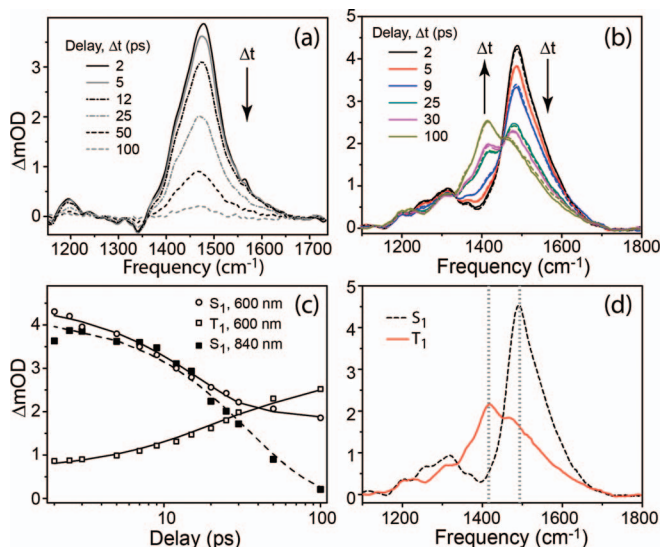 (a)
Delay, Δt (ps)
2
5
12
25
50
100
Δt
ΔmOD
3
2
1
0
1200 1300 1400 1500 1600 1700
Frequency (cm-1)
(b)
Delay, Δt (ps)
2
5
9
25
30
100
Δt Δt
5
4
3
2
1
0
1200 1400 1600 1800
Frequency (cm-1)
(c)
S1, 600 nm
T1, 600 nm
S1, 840 nm
ΔmOD
5
4
3
2
1
0
10 100
Delay (ps)
(d)
S1
T1
5
4
3
2
1
0
1200 1400 1600 1800
Frequency (cm-1)